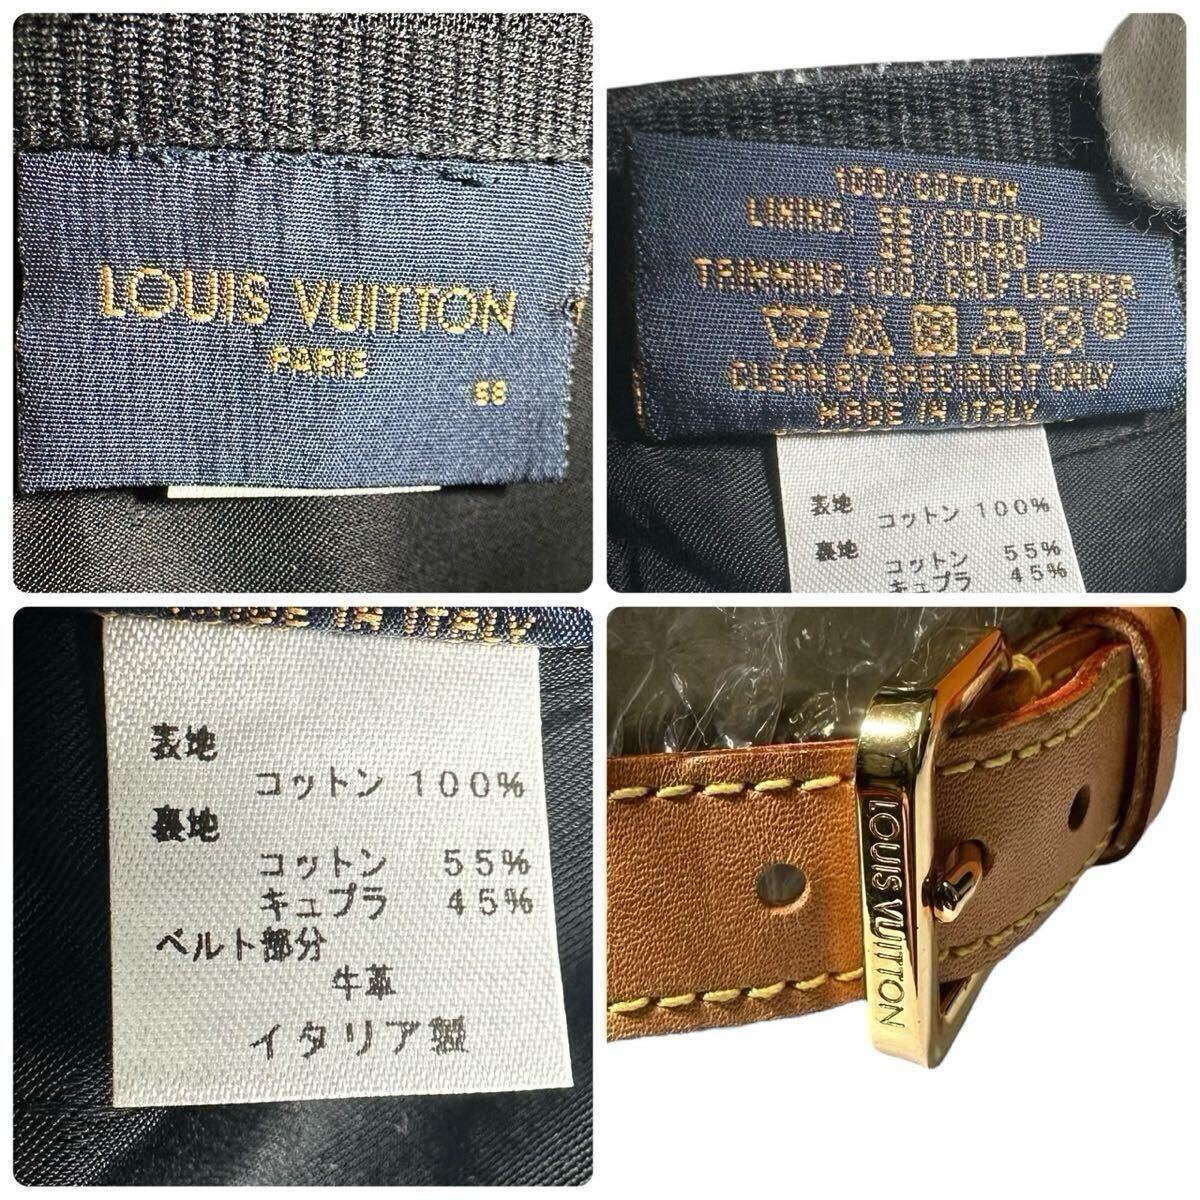 LOUIS VUITTON
PARIS
58
100/COTTON
LINING: 55/COTTON
45/CUPRO
TRIMMING: 100/CALF LEATHER
CLEAN BY SPECIALIST ONLY
MADE IN ITALY
表地
コットン 100%
裏地
コットン 55%
キュプラ 45%
MADE IN ITALY
表地
コットン 100%
裏地
コットン 55%
キュプラ 45%
ベルト部分
牛革
イタリア製
LOUIS VUITTON